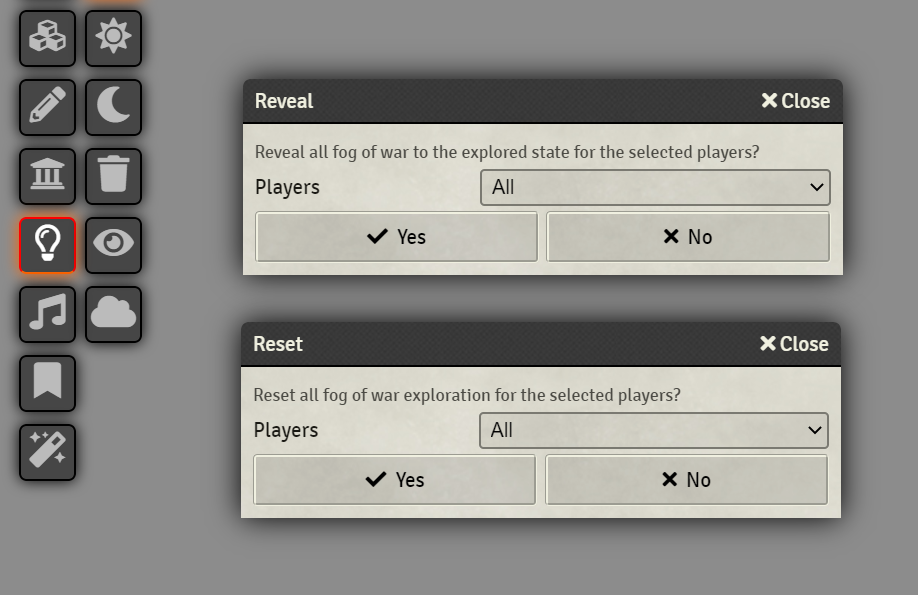 Reveal
Close
Reveal all fog of war to the explored state for the selected players?
Players
All
Yes
No
Reset
Close
Reset all fog of war exploration for the selected players?
Players
All
Yes
No